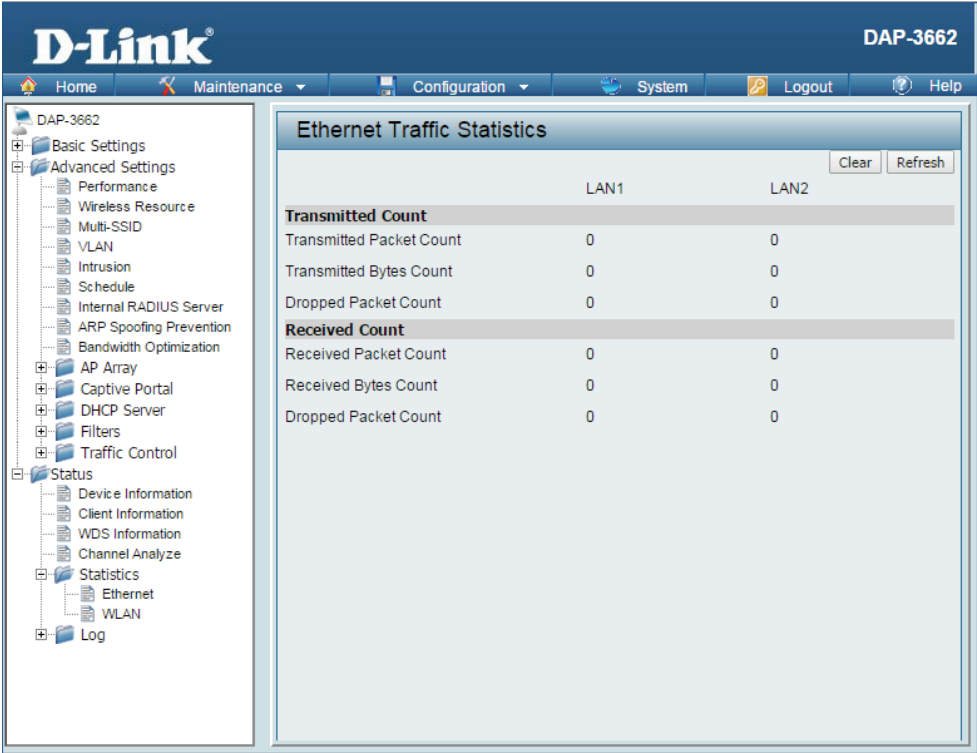 D-Link®
DAP-3662
Home Maintenance Configuration System Logout Help
DAP-3662
Basic Settings
Advanced Settings
Performance
Wireless Resource
Multi-SSID
VLAN
Intrusion
Schedule
Internal RADIUS Server
ARP Spoofing Prevention
Bandwidth Optimization
AP Array
Captive Portal
DHCP Server
Filters
Traffic Control
Status
Device Information
Client Information
WDS Information
Channel Analyze
Statistics
Ethernet
WLAN
Log
Ethernet Traffic Statistics
Clear Refresh
LAN1 LAN2
Transmitted Count
Transmitted Packet Count 0 0
Transmitted Bytes Count 0 0
Dropped Packet Count 0 0
Received Count
Received Packet Count 0 0
Received Bytes Count 0 0
Dropped Packet Count 0 0